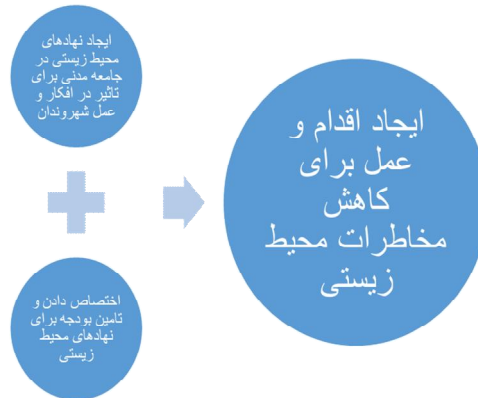 ایجاد نهادهای
محیط زیستی در
جامعه مدنی برای
تاثیر در افکار و
عمل شهروندان
اختصاص دادن و
تامین بودجه برای
نهادهای محیط
زیستی
ایجاد اقدام و
عمل برای
کاهش
مخاطرات محیط
زیستی